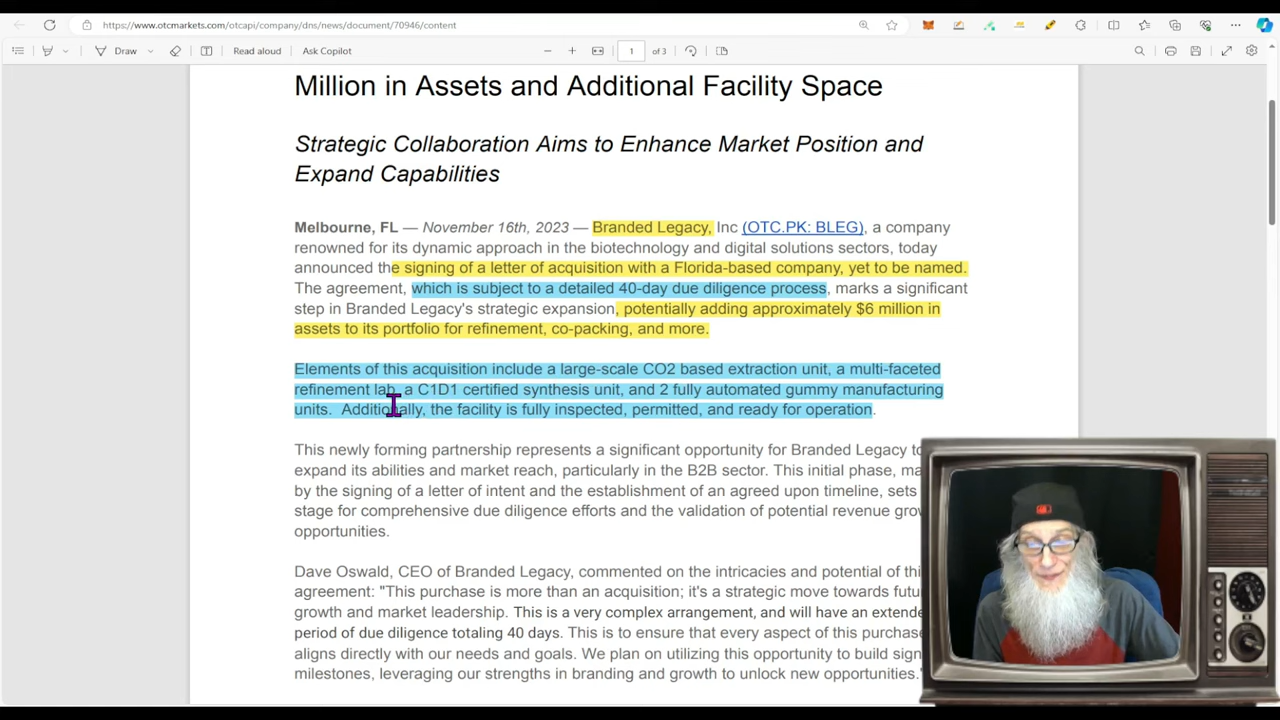 https://www.otcmarkets.com/otcapi/company/dns/news/document/70946/content
Draw
Read aloud
Ask Copilot
1 of 3
Million in Assets and Additional Facility Space
Strategic Collaboration Aims to Enhance Market Position and
Expand Capabilities
Melbourne, FL — November 16th, 2023 — Branded Legacy, Inc (OTC.PK: BLEG), a company
renowned for its dynamic approach in the biotechnology and digital solutions sectors, today
announced the signing of a letter of acquisition with a Florida-based company, yet to be named.
The agreement, which is subject to a detailed 40-day due diligence process, marks a significant
step in Branded Legacy's strategic expansion, potentially adding approximately $6 million in
assets to its portfolio for refinement, co-packing, and more.
Elements of this acquisition include a large-scale CO2 based extraction unit, a multi-faceted
refinement lab, a C1D1 certified synthesis unit, and 2 fully automated gummy manufacturing
units. Additionally, the facility is fully inspected, permitted, and ready for operation.
This newly forming partnership represents a significant opportunity for Branded Legacy to
expand its abilities and market reach, particularly in the B2B sector. This initial phase,
by the signing of a letter of intent and the establishment of an agreed upon timeline, sets
stage for comprehensive due diligence efforts and the validation of potential revenue
opportunities.
Dave Oswald, CEO of Branded Legacy, commented on the intricacies and potential of
agreement: "This purchase is more than an acquisition; it's a strategic move towards
growth and market leadership. This is a very complex arrangement, and will have an
period of due diligence totaling 40 days. This is to ensure that every aspect of this purchase
aligns directly with our needs and goals. We plan on utilizing this opportunity to build
milestones, leveraging our strengths in branding and growth to unlock new opportunities."